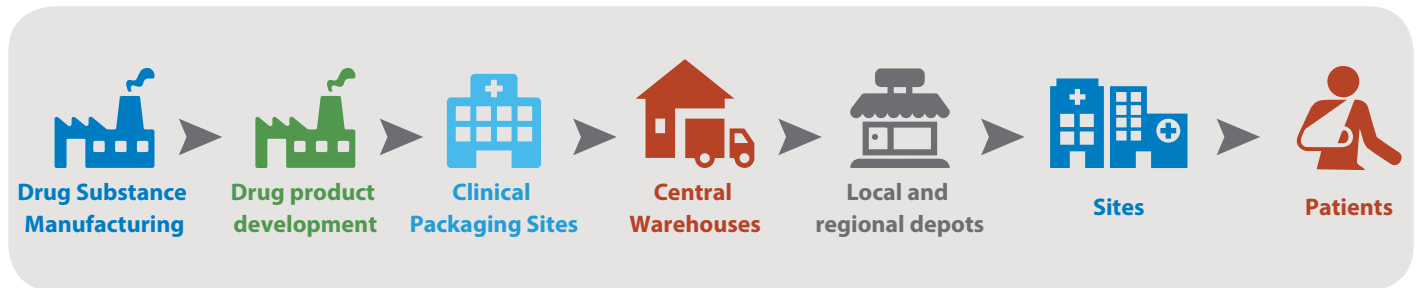 Drug Substance
Manufacturing
Drug product
development
Clinical
Packaging Sites
Central
Warehouses
Local and
regional depots
Sites
Patients